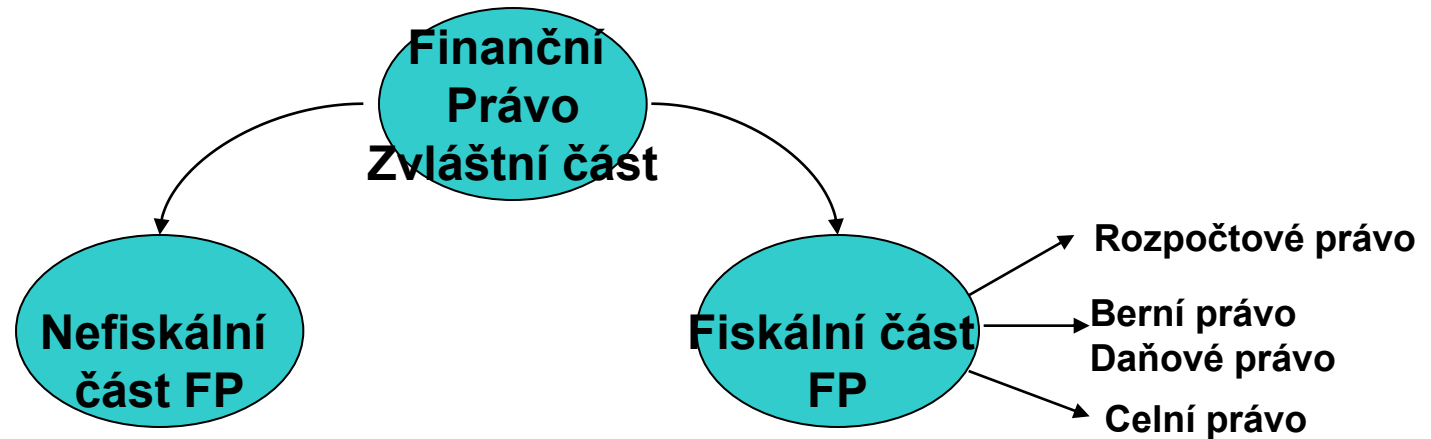 Finanční
Právo
Zvláštní část
Nefiskální
část FP
Fiskální část
FP
Rozpočtové právo
Berní právo
Daňové právo
Celní právo